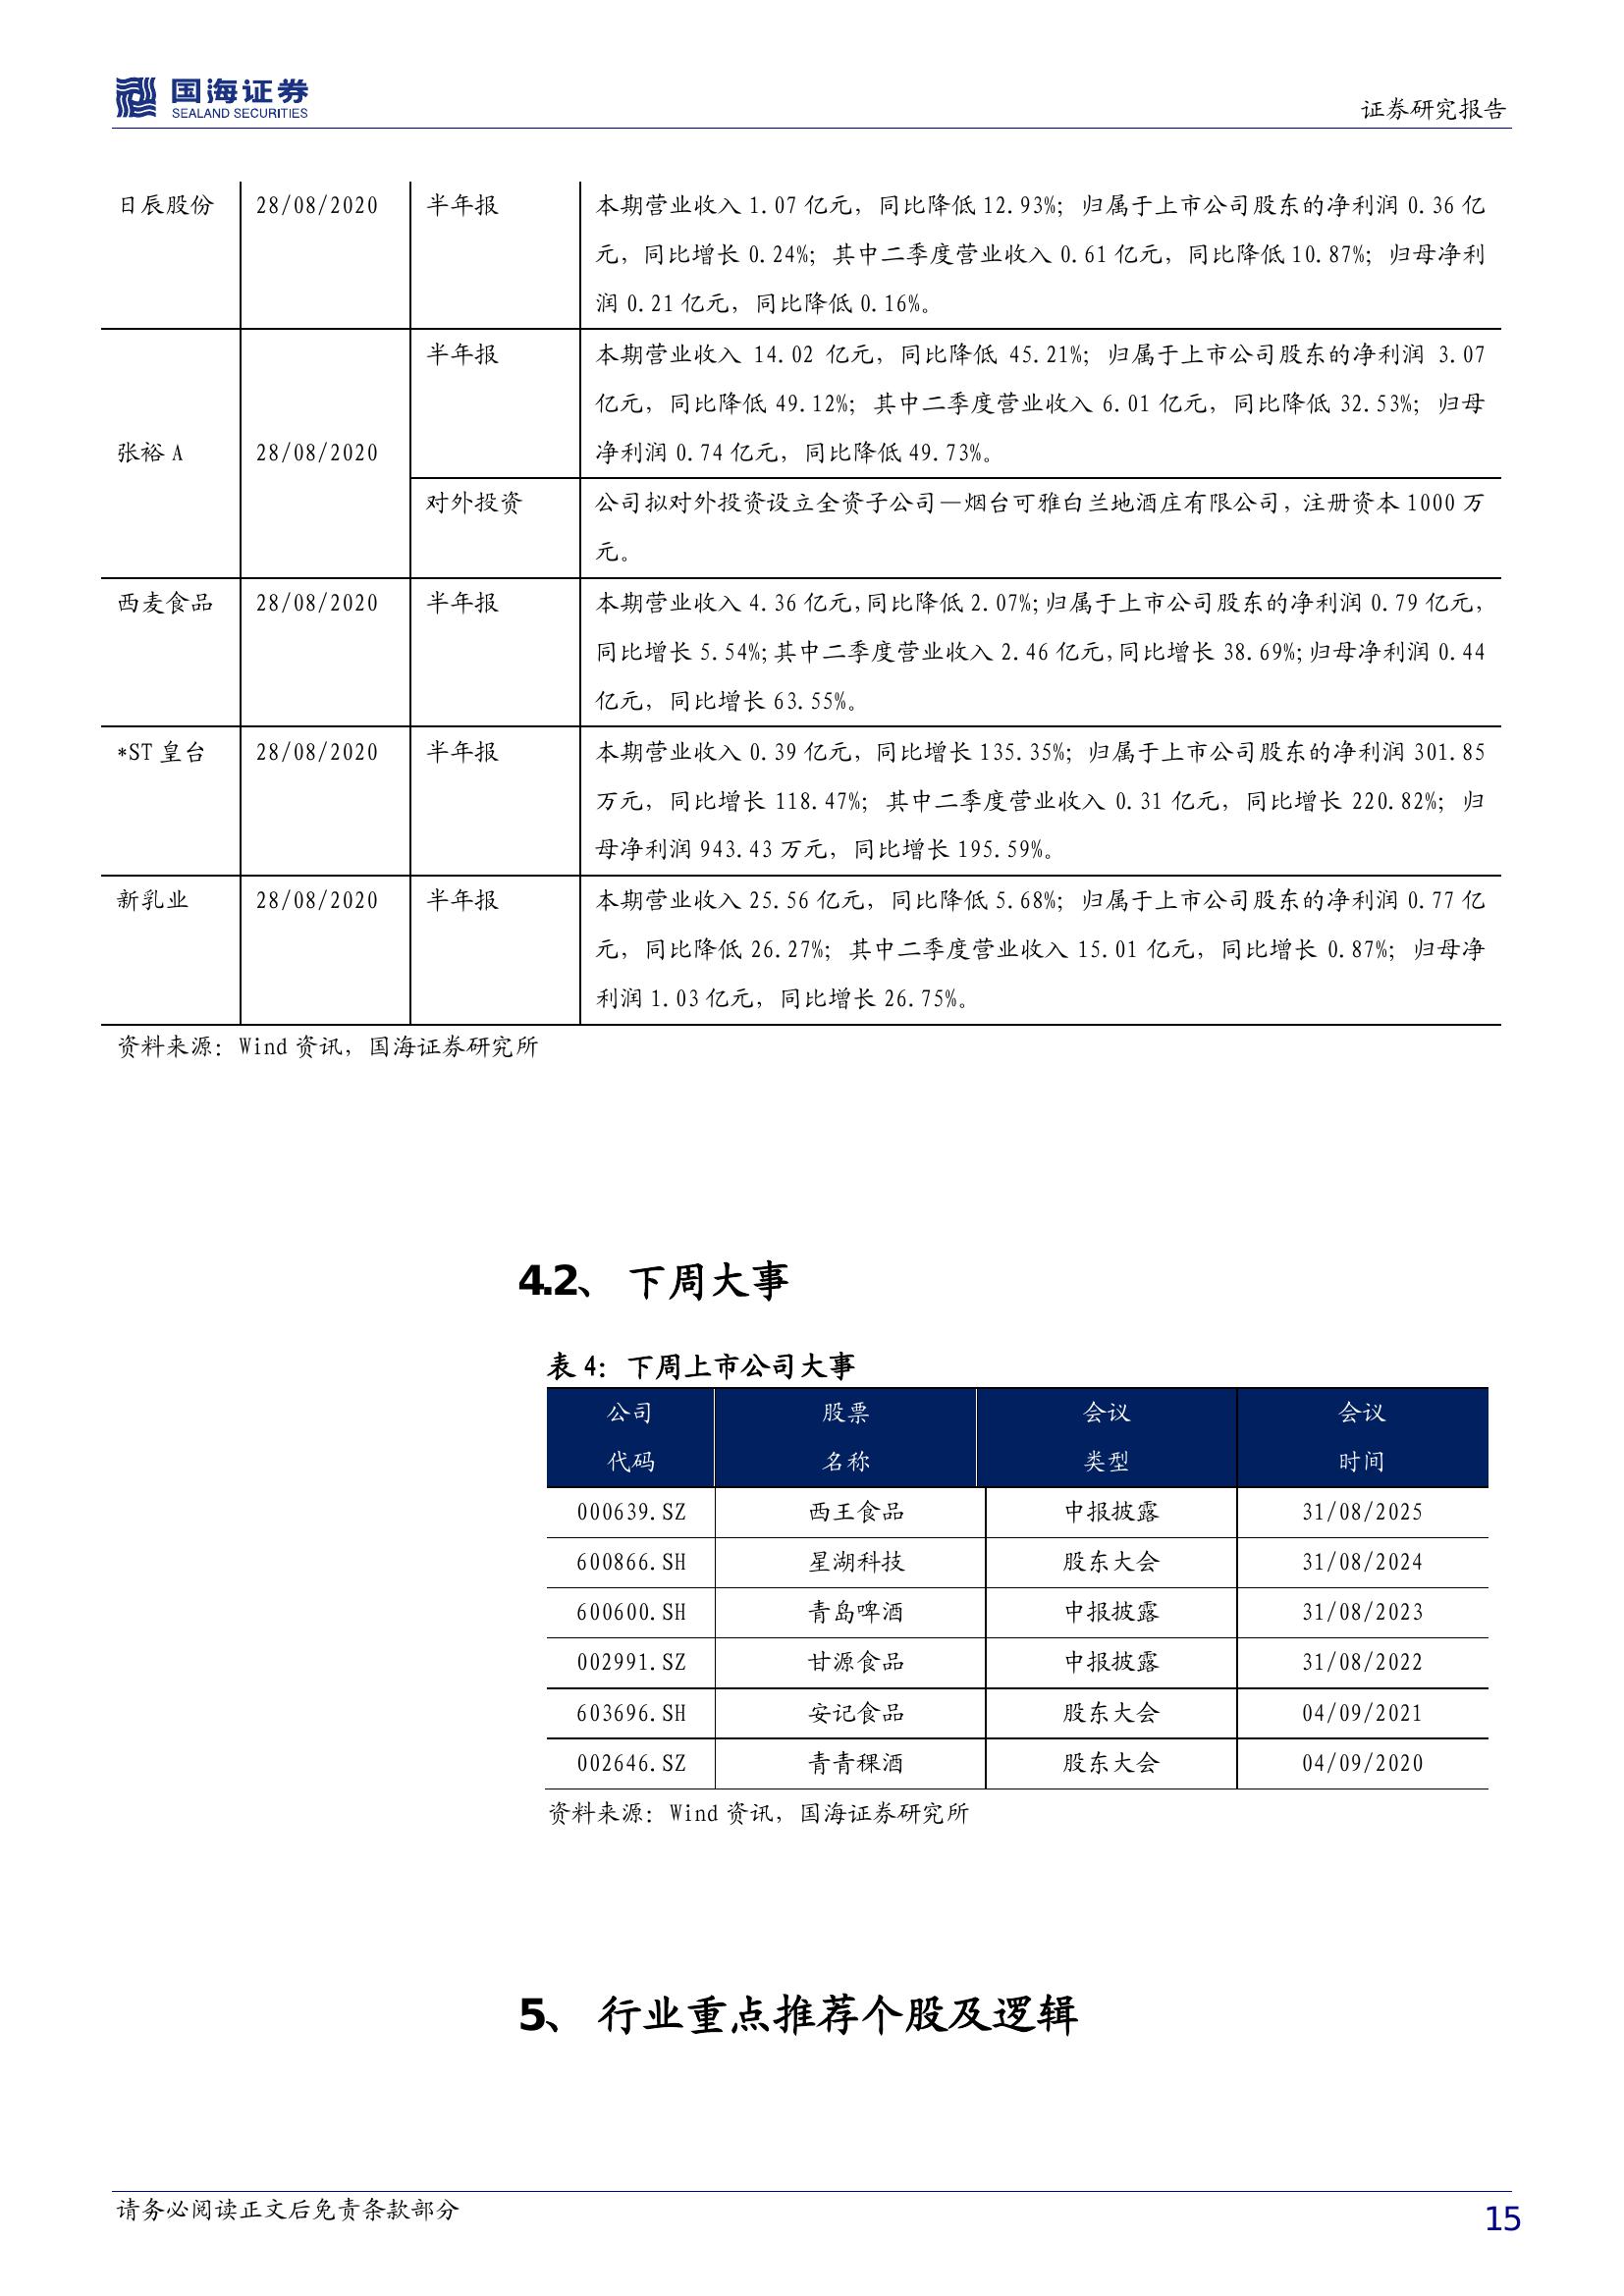 国海证券
SEALAND SECURITIES
证券研究报告
日辰股份 28/08/2020 半年报 本期营业收入 1.07 亿元，同比降低 12.93%；归属于上市公司股东的净利润 0.36 亿
元，同比增长 0.24%；其中二季度营业收入 0.61 亿元，同比降低 10.87%；归母净利
润 0.21 亿元，同比降低 0.16%。
半年报 本期营业收入 14.02 亿元，同比降低 45.21%；归属于上市公司股东的净利润 3.07
亿元，同比降低 49.12%；其中二季度营业收入 6.01 亿元，同比降低 32.53%；归母
张裕 A 28/08/2020 净利润 0.74 亿元，同比降低 49.73%。
对外投资 公司拟对外投资设立全资子公司—烟台可雅白兰地酒庄有限公司，注册资本 1000 万
元。
西麦食品 28/08/2020 半年报 本期营业收入 4.36 亿元，同比降低 2.07%；归属于上市公司股东的净利润 0.79 亿元，
同比增长 5.54%；其中二季度营业收入 2.46 亿元，同比增长 38.69%；归母净利润 0.44
亿元，同比增长 63.55%。
*ST 皇台 28/08/2020 半年报 本期营业收入 0.39 亿元，同比增长 135.35%；归属于上市公司股东的净利润 301.85
万元，同比增长 118.47%；其中二季度营业收入 0.31 亿元，同比增长 220.82%；归
母净利润 943.43 万元，同比增长 195.59%。
新乳业 28/08/2020 半年报 本期营业收入 25.56 亿元，同比降低 5.68%；归属于上市公司股东的净利润 0.77 亿
元，同比降低 26.27%；其中二季度营业收入 15.01 亿元，同比增长 0.87%；归母净
利润 1.03 亿元，同比增长 26.75%。
资料来源：Wind 资讯，国海证券研究所
4.2、 下周大事
表 4：下周上市公司大事
公司 股票 会议 会议
代码 名称 类型 时间
000639.SZ 西王食品 中报披露 31/08/2025
600866.SH 星湖科技 股东大会 31/08/2024
600600.SH 青岛啤酒 中报披露 31/08/2023
002991.SZ 甘源食品 中报披露 31/08/2022
603696.SH 安记食品 股东大会 04/09/2021
002646.SZ 青青稞酒 股东大会 04/09/2020
资料来源：Wind 资讯，国海证券研究所
5、 行业重点推荐个股及逻辑
请务必阅读正文后免责条款部分
15